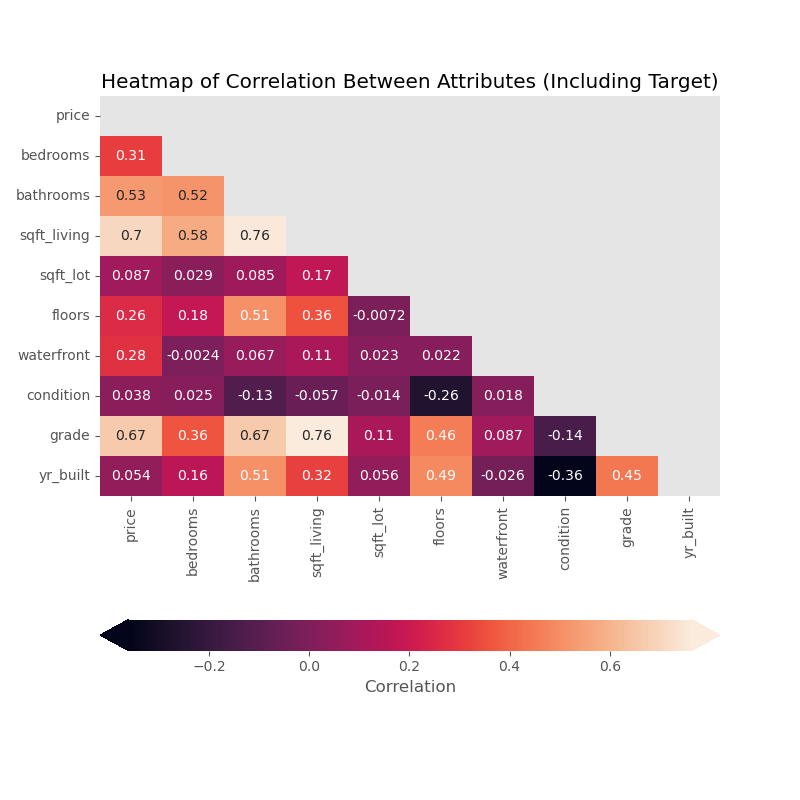 Heatmap of Correlation Between Attributes (Including Target)
price
bedrooms 0.31
bathrooms 0.53 0.52
sqft_living 0.7 0.58 0.76
sqft_lot 0.087 0.029 0.085 0.17
floors 0.26 0.18 0.51 0.36 -0.0072
waterfront 0.28 -0.0024 0.067 0.11 0.023 0.022
condition 0.038 0.025 -0.13 -0.057 -0.014 -0.26 0.018
grade 0.67 0.36 0.67 0.76 0.11 0.46 0.087 -0.14
yr_built 0.054 0.16 0.51 0.32 0.056 0.49 -0.026 -0.36 0.45
price bedrooms bathrooms sqft_living sqft_lot floors waterfront condition grade yr_built
−0.2 0.0 0.2 0.4 0.6
Correlation